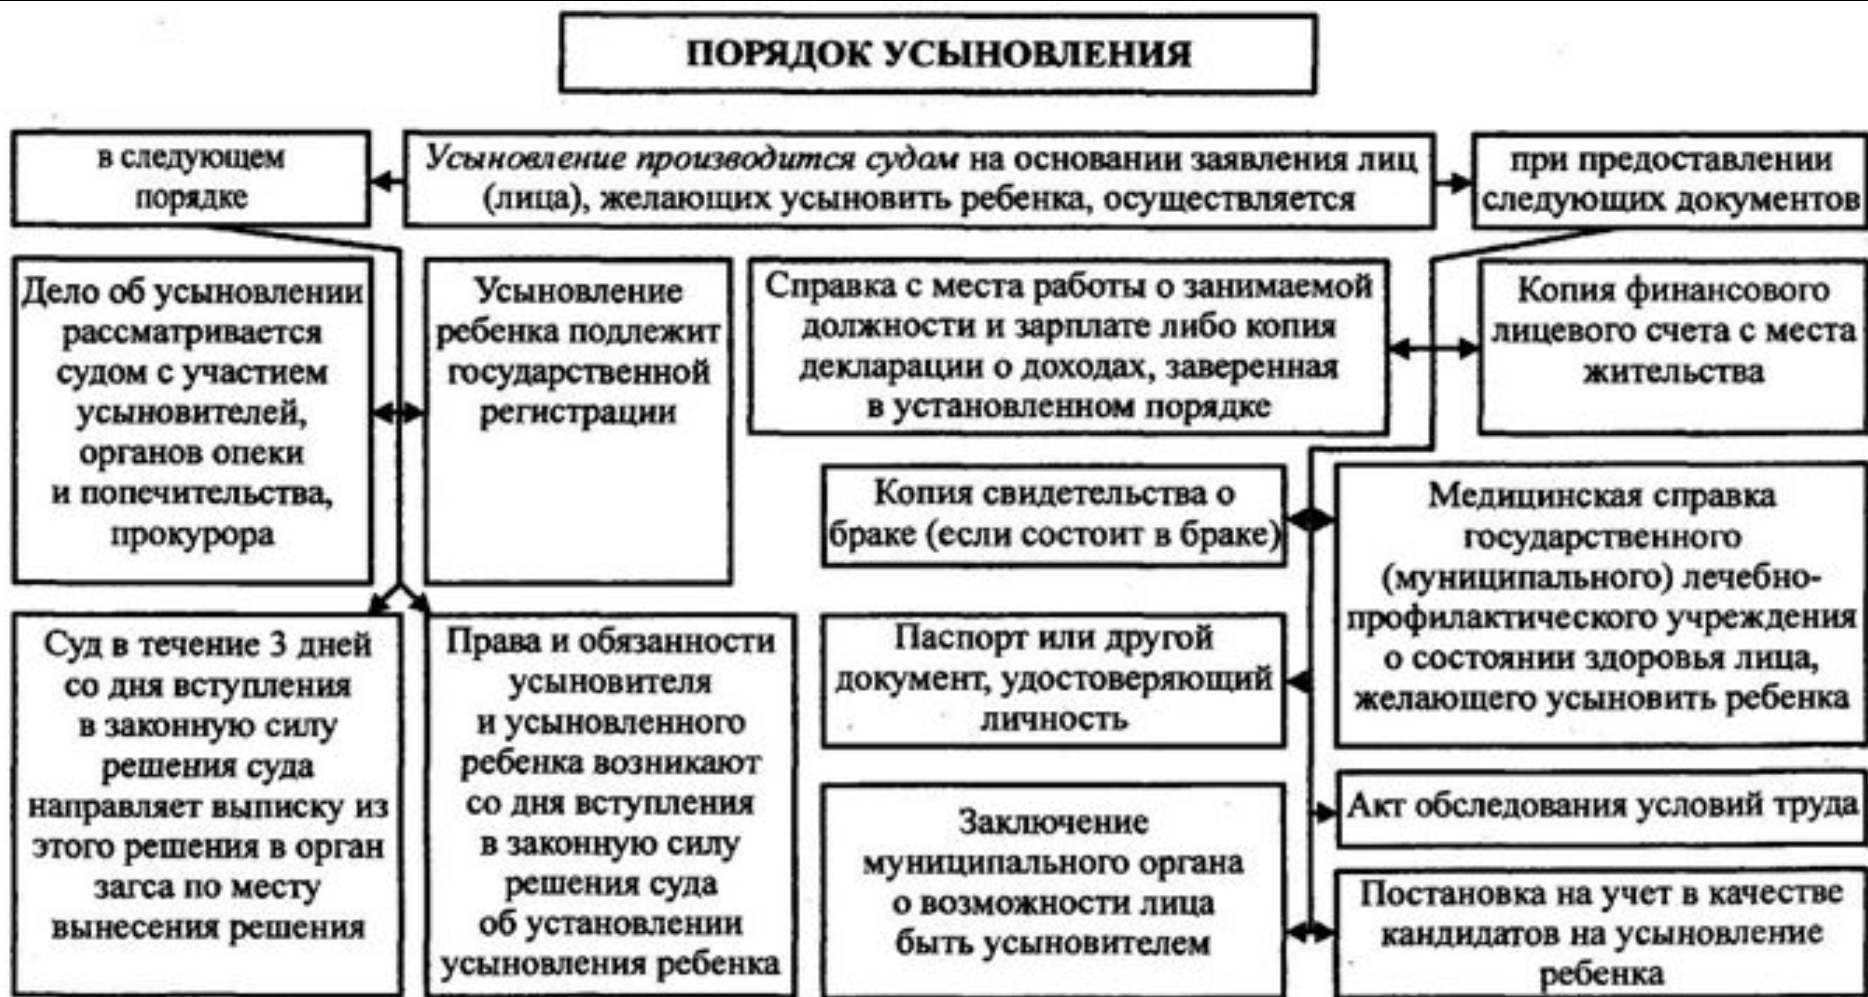 ПОРЯДОК УСЫНОВЛЕНИЯ
в следующем
порядке
Усыновление производится судом на основании заявления лиц
(лица), желающих усыновить ребенка, осуществляется
при предоставлении
следующих документов
Дело об усыновлении
рассматривается
судом с участием
усыновителей,
органов опеки
и попечительства,
прокурора
Усыновление
ребенка подлежит
государственной
регистрации
Справка с места работы о занимаемой
должности и зарплате либо копия
декларации о доходах, заверенная
в установленном порядке
Копия финансового
лицевого счета с места
жительства
Копия свидетельства о
браке (если состоит в браке)
Медицинская справка
государственного
(муниципального) лечебно-
профилактического учреждения
о состоянии здоровья лица,
желающего усыновить ребенка
Суд в течение 3 дней
со дня вступления
в законную силу
решения суда
направляет выписку из
этого решения в орган
загса по месту
вынесения решения
Права и обязанности
усыновителя
и усыновленного
ребенка возникают
со дня вступления
в законную силу
решения суда
об установлении
усыновления ребенка
Паспорт или другой
документ, удостоверяющий
личность
Акт обследования условий труда
Заключение
муниципального органа
о возможности лица
быть усыновителем
Постановка на учет в качестве
кандидатов на усыновление
ребенка